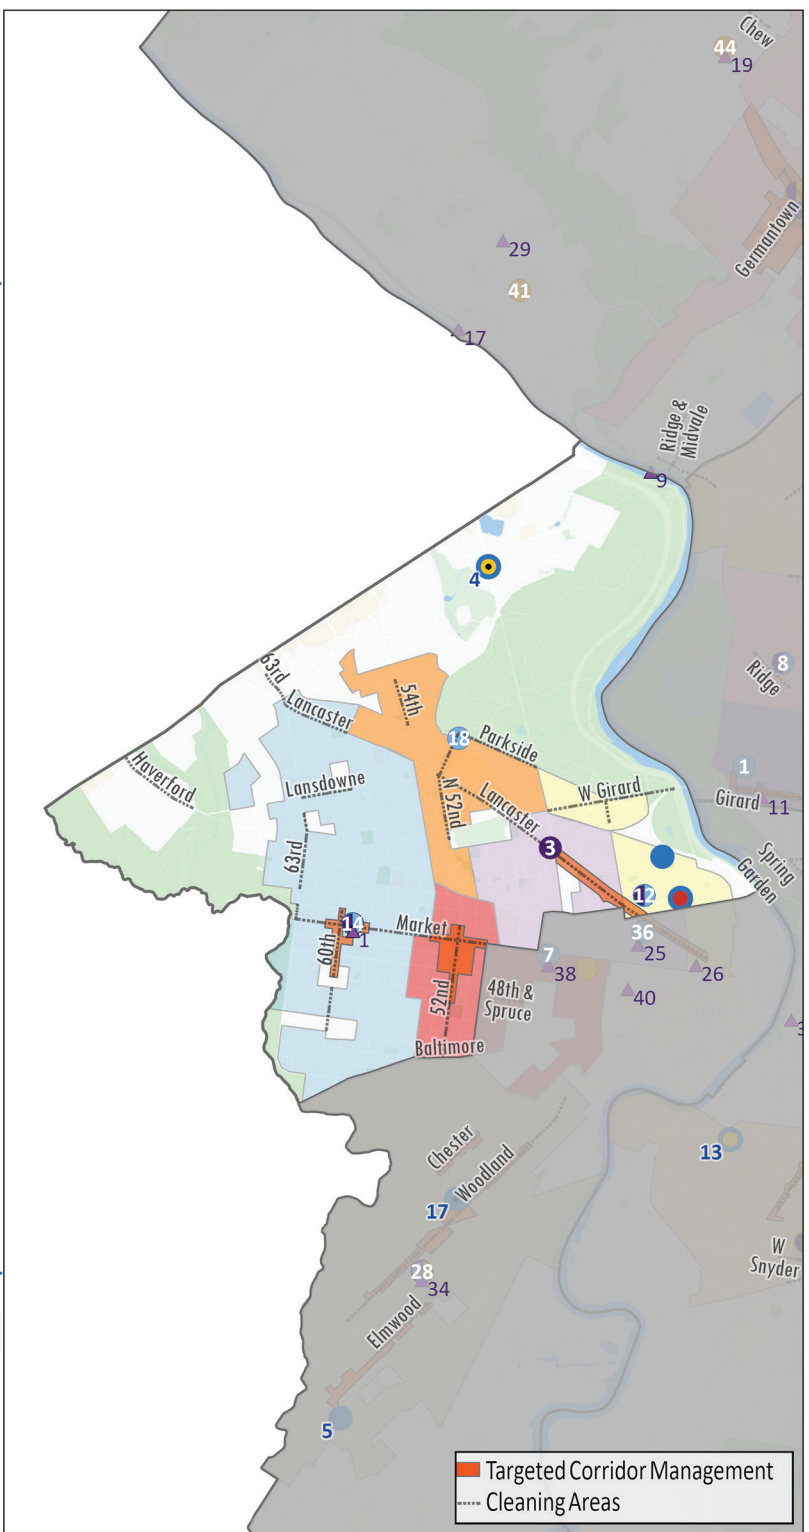 Chew
44
19
Germantown
29
41
17
Ridge &
Midvale
9
4
8
Ridge
63rd
Lancaster
54th
18
Parkside
Haverford
Lansdowne
N 52nd
Lancaster
W Girard
1
Girard
11
63rd
3
Spring
Garden
12
14
1
Market
60th
36
25
7
38
26
52nd
48th &
Spruce
40
3
Baltimore
Chester
Woodland
13
17
W
Snyder
28
34
Elmwood
5
Targeted Corridor Management
Cleaning Areas